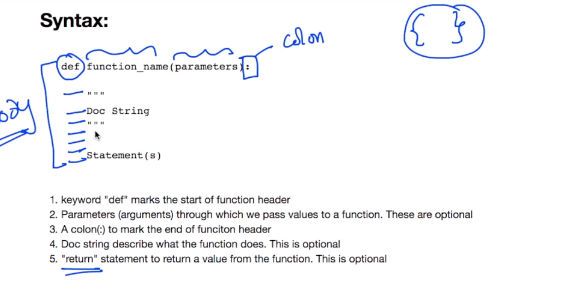 Syntax:
{ }
colon
def function_name(parameters):
"""
Doc String
"""
ody
Statement(s)
1. keyword "def" marks the start of function header
2. Parameters (arguments) through which we pass values to a function. These are optional
3. A colon(:) to mark the end of funciton header
4. Doc string describe what the function does. This is optional
5. "return" statement to return a value from the function. This is optional